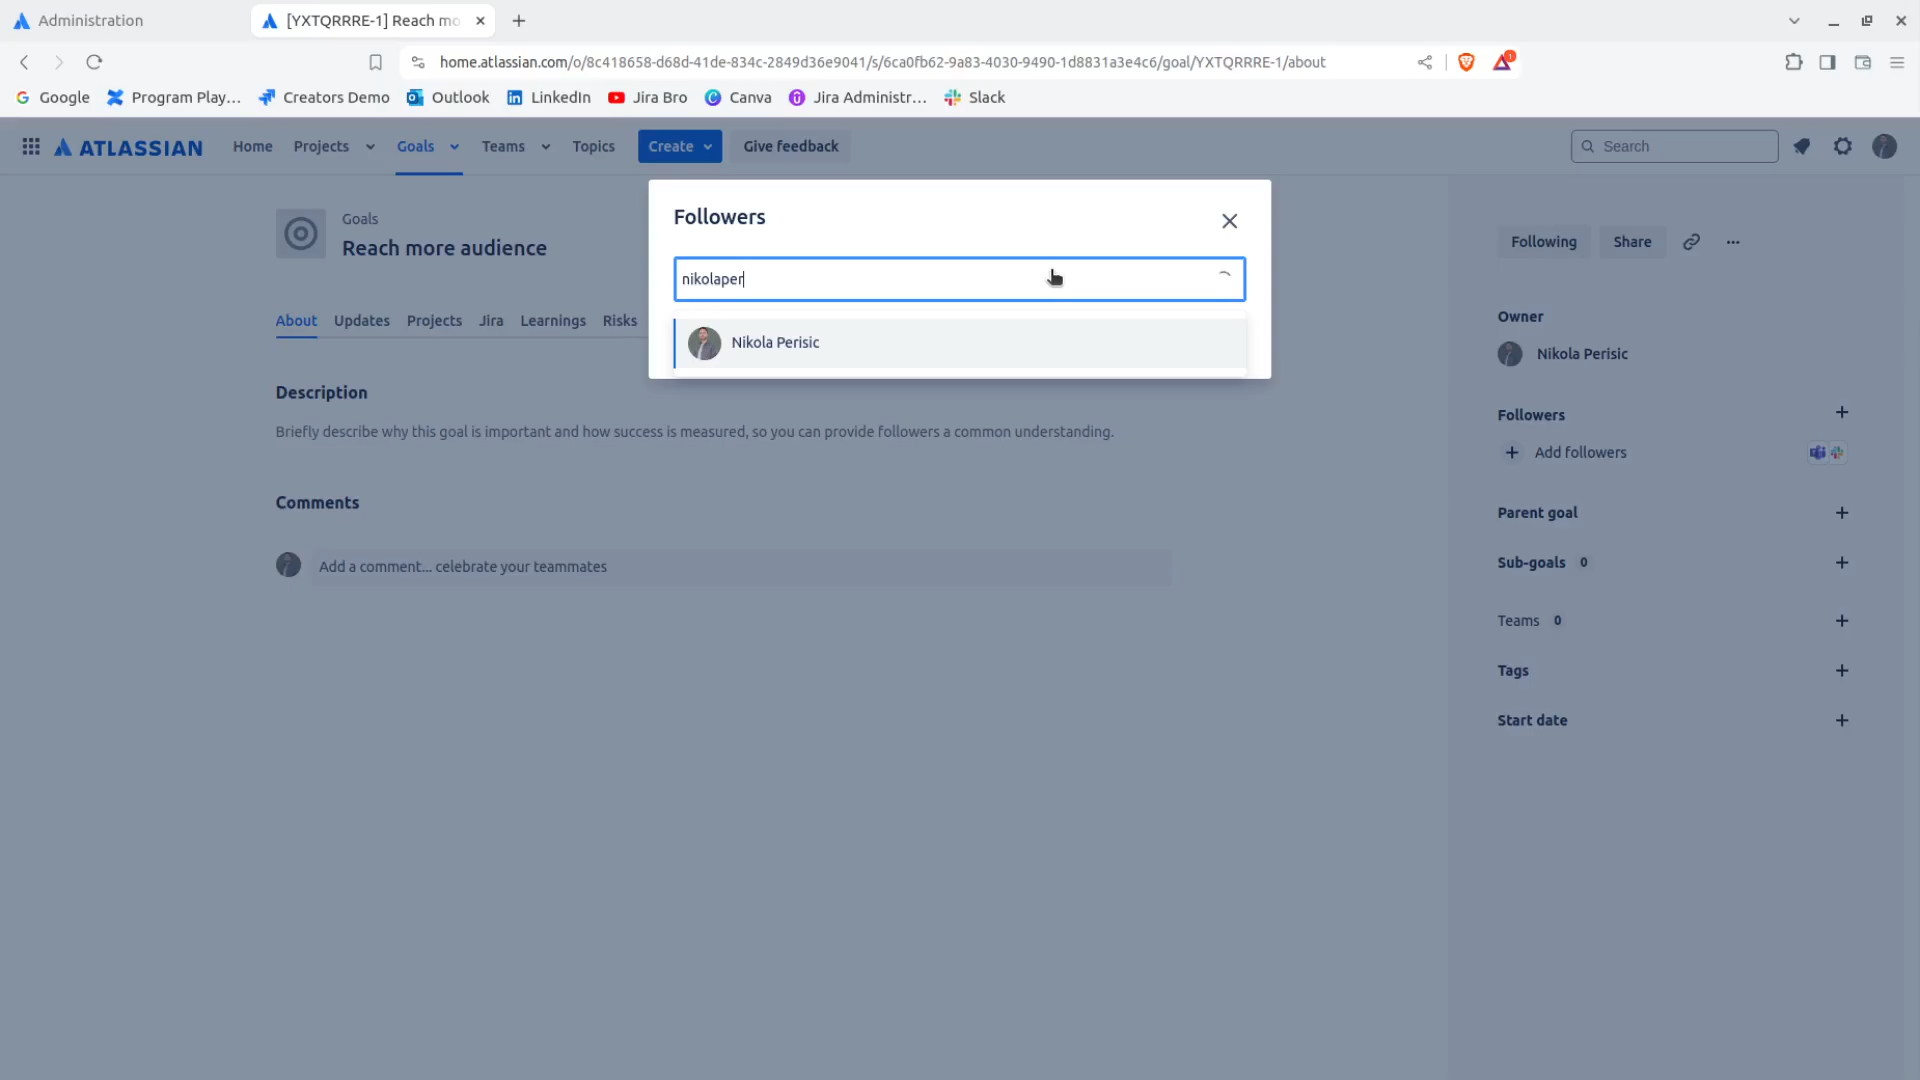 Administration
[YXTQRRRE-1] Reach mo
home.atlassian.com/o/8c418658-d68d-41de-834c-2849d36e9041/s/6ca0fb62-9a83-4030-9490-1d8831a3e4c6/goal/YXTQRRRE-1/about
1
Google
Program Play...
Creators Demo
Outlook
LinkedIn
Jira Bro
Canva
Jira Administr...
Slack
ATLASSIAN
Home
Projects
Goals
Teams
Topics
Create
Give feedback
Search
Goals
Reach more audience
Followers
nikolaper
Nikola Perisic
Following
Share
About
Updates
Projects
Jira
Learnings
Risks
Description
Briefly describe why this goal is important and how success is measured, so you can provide followers a common understanding.
Comments
Add a comment... celebrate your teammates
Owner
Nikola Perisic
Followers
Add followers
Parent goal
Sub-goals 0
Teams 0
Tags
Start date